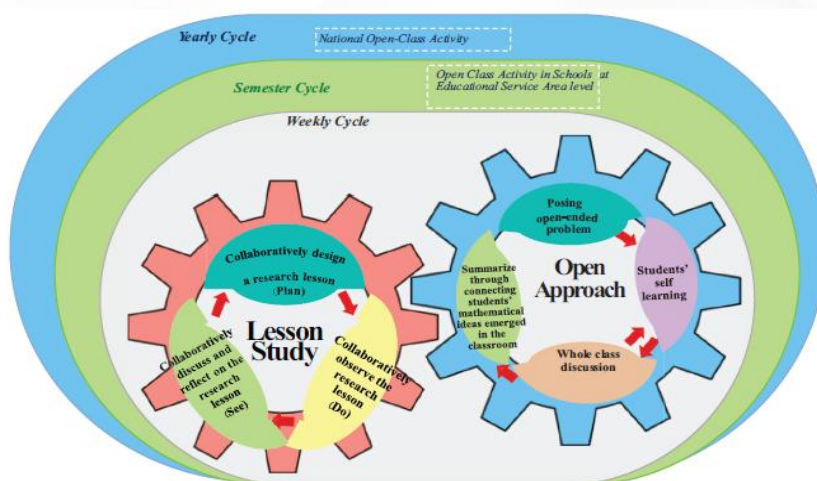 Yearly Cycle
National Open-Class Activity
Semester Cycle
Open Class Activity in Schools at
Educational Service Area level
Weekly Cycle
Collaboratively design
a research lesson
(Plan)
Lesson
Study
Collaboratively
observe the
research
lesson
(Do)
Collaboratively
discuss and
reflect on the
research
lesson
(See)
Posing
open-ended
problem
Open
Approach
Students'
self
learning
Whole class
discussion
Summarize
through
connecting
students'
mathematical
ideas emerged
in the
classroom